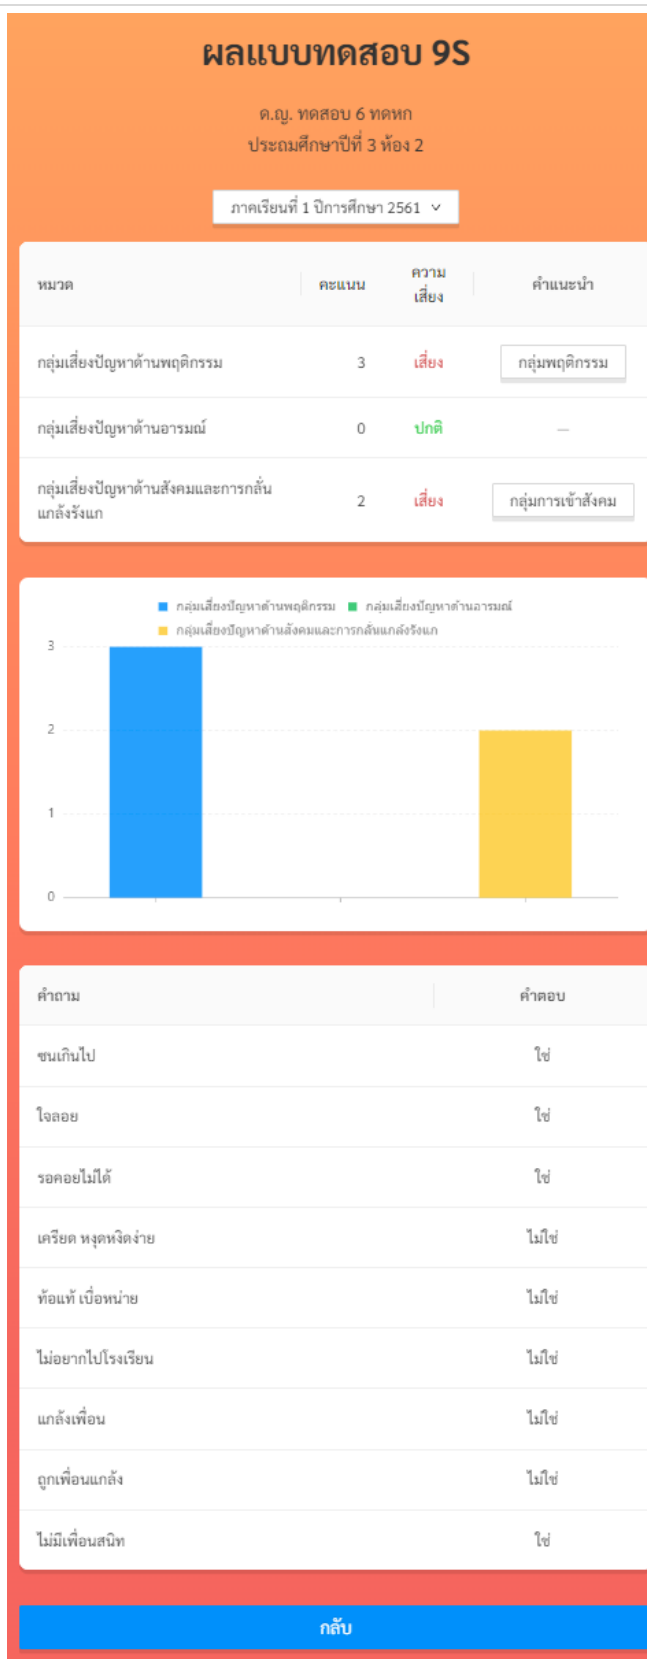 ผลแบบทดสอบ 9S
ด.ญ. ทดสอบ 6 ทดหก
ประถมศึกษาปีที่ 3 ห้อง 2
ภาคเรียนที่ 1 ปีการศึกษา 2561
หมวด คะแนน ความเสี่ยง คำแนะนำ
กลุ่มเสี่ยงปัญหาด้านพฤติกรรม 3 เสี่ยง กลุ่มพฤติกรรม
กลุ่มเสี่ยงปัญหาด้านอารมณ์ 0 ปกติ —
กลุ่มเสี่ยงปัญหาด้านสังคมและการกลั่น
แกล้งรังแก 2 เสี่ยง กลุ่มการเข้าสังคม
กลุ่มเสี่ยงปัญหาด้านพฤติกรรม กลุ่มเสี่ยงปัญหาด้านอารมณ์
กลุ่มเสี่ยงปัญหาด้านสังคมและการกลั่นแกล้งรังแก
3
2
1
0
คำถาม คำตอบ
ซนเกินไป ใช่
ใจลอย ใช่
รอคอยไม่ได้ ใช่
เครียด หงุดหงิดง่าย ไม่ใช่
ท้อแท้ เบื่อหน่าย ไม่ใช่
ไม่อยากไปโรงเรียน ไม่ใช่
แกล้งเพื่อน ไม่ใช่
ถูกเพื่อนแกล้ง ไม่ใช่
ไม่มีเพื่อนสนิท ใช่
กลับ